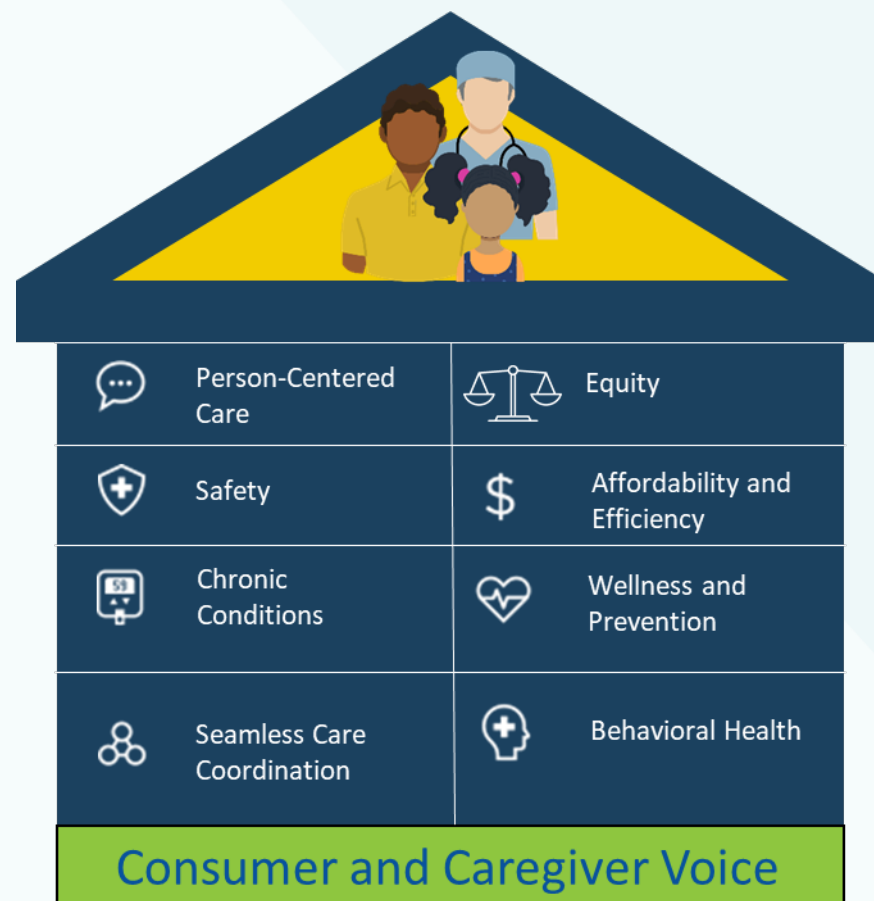 Person-Centered
Care
Equity
Safety
Affordability and
Efficiency
$
59
Chronic
Conditions
Wellness and
Prevention
Seamless Care
Coordination
Behavioral Health
Consumer and Caregiver Voice